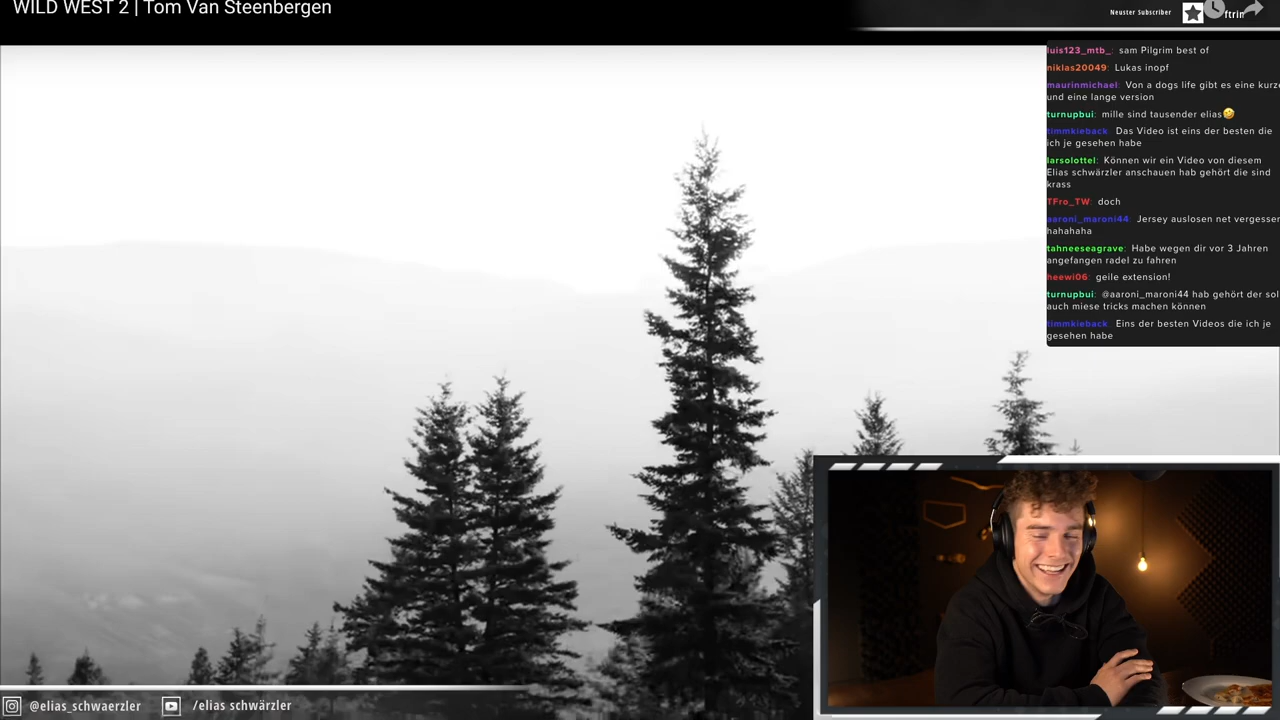 WILD WEST 2 | Tom Van Steenbergen
Neuster Subscriber
luis123_mtb_: sam Pilgrim best of
niklas20049: Lukas inopf
maurinmichael: Von a dogs life gibt es eine kurze
und eine lange version
turnupbui: mille sind tausender elias🤣
timmkieback: Das Video ist eins der besten die
ich je gesehen habe
larsolottel: Können wir ein Video von diesem
Elias schwärzler anschauen hab gehört die sind
krass
TFro_TW: doch
aaroni_maroni44: Jersey auslosen net vergessen
hahahaha
tahneeseagrave: Habe wegen dir vor 3 Jahren
angefangen radel zu fahren
heewi06: geile extension!
turnupbui: @aaroni_maroni44 hab gehört der sol
auch miese tricks machen können
timmkieback: Eins der besten Videos die ich je
gesehen habe
@elias_schwaerzler
/elias schwärzler